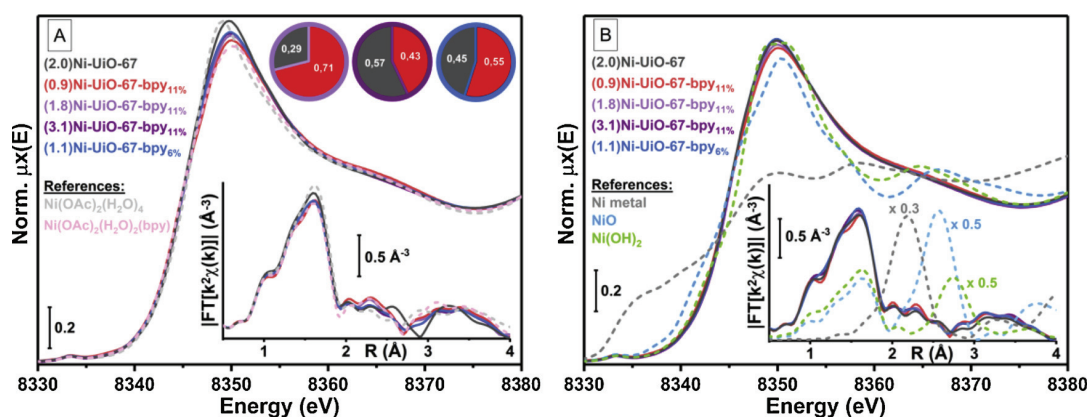 A
(2.0)Ni-UiO-67
(0.9)Ni-UiO-67-bpy11%
(1.8)Ni-UiO-67-bpy11%
(3.1)Ni-UiO-67-bpy11%
(1.1)Ni-UiO-67-bpy6%
References:
Ni(OAc)2(H2O)4
Ni(OAc)2(H2O)2(bpy)
0,29
0,71
0,57
0,43
0,45
0,55
Norm. μx(E)
0.2
|FT[k²χ(k)]| (Å-³)
0.5 Å-³
1 2 3 4
R (Å)
8330 8340 8350 8360 8370 8380
Energy (eV)
B
(2.0)Ni-UiO-67
(0.9)Ni-UiO-67-bpy11%
(1.8)Ni-UiO-67-bpy11%
(3.1)Ni-UiO-67-bpy11%
(1.1)Ni-UiO-67-bpy6%
References:
Ni metal
NiO
Ni(OH)2
Norm. μx(E)
0.2
|FT[k²χ(k)]| (Å-³)
0.5 Å-³
x 0.3
x 0.5
x 0.5
1 2 3 4
R (Å)
8330 8340 8350 8360 8370 8380
Energy (eV)